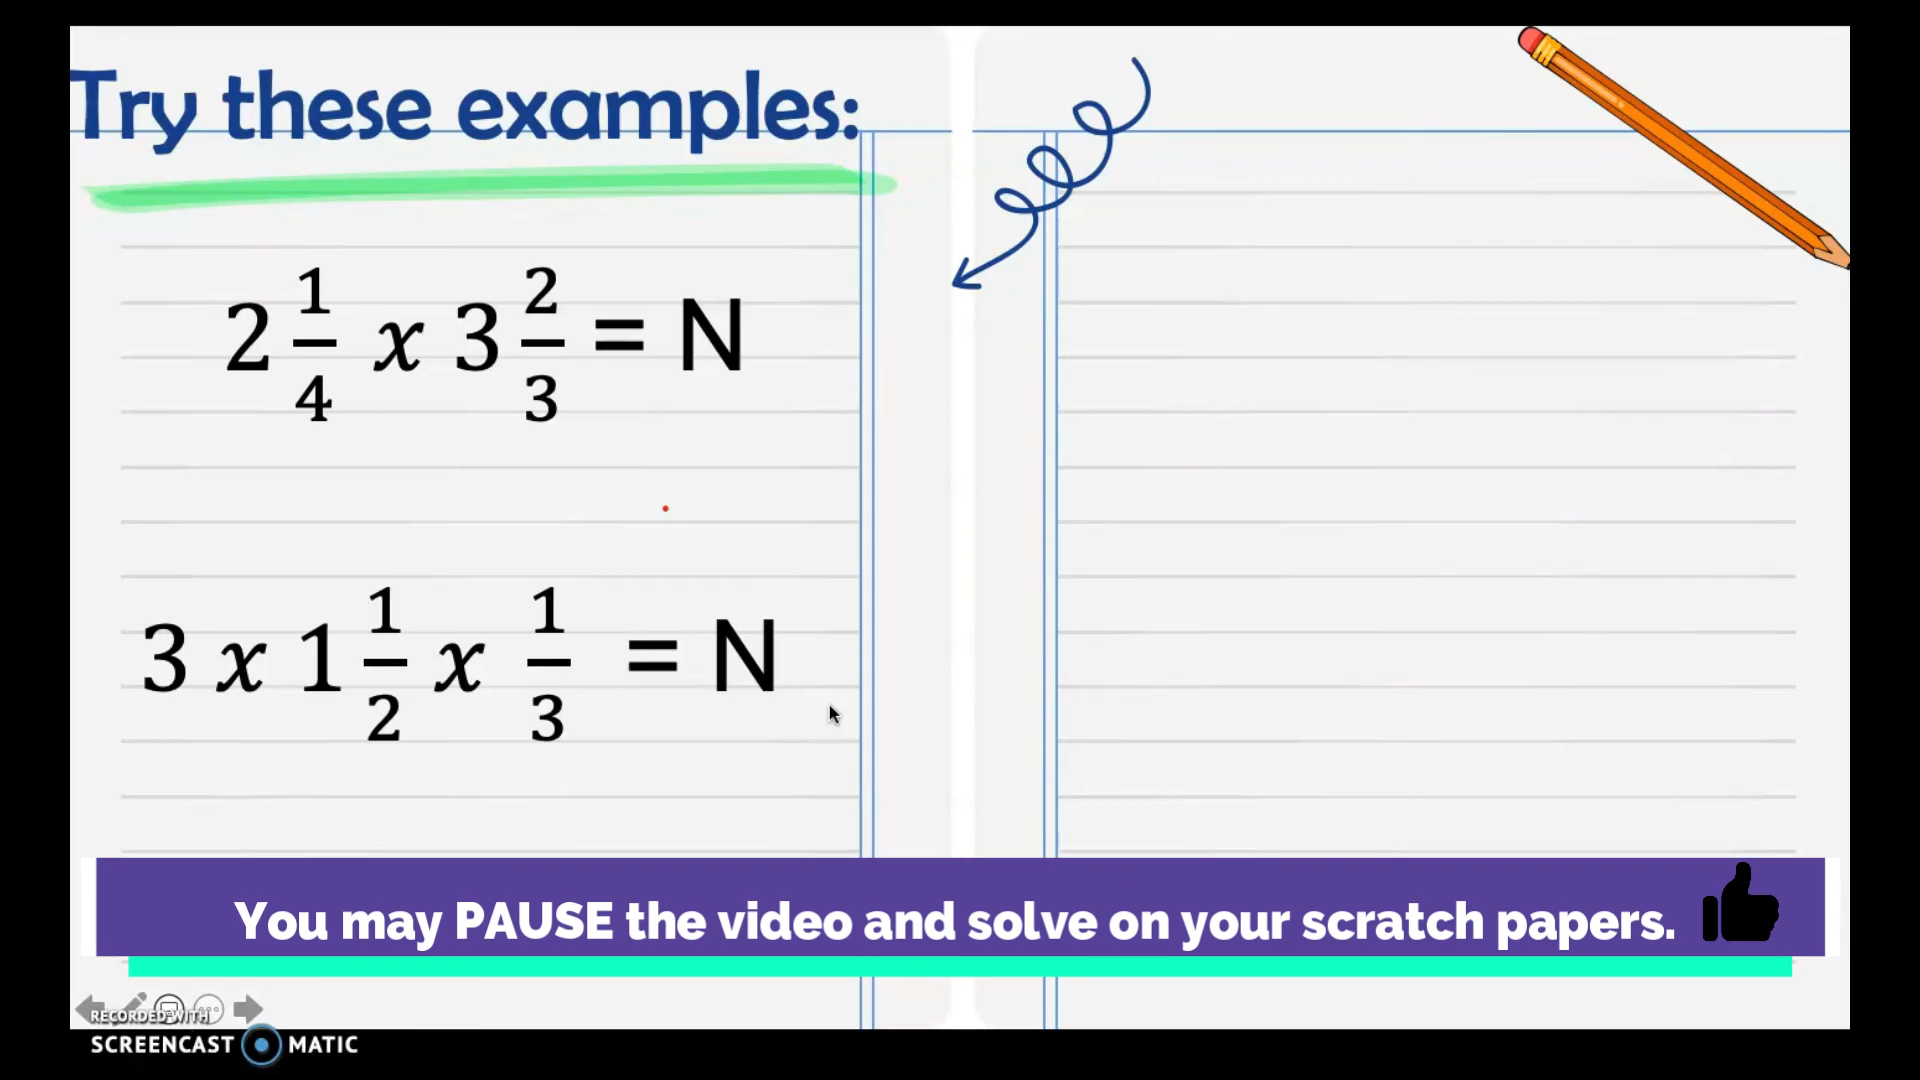 Try these examples:
2 1/4 x 3 2/3 = N
3 x 1 1/2 x 1/3 = N
You may PAUSE the video and solve on your scratch papers.
RECORDED WITH
SCREENCAST MATIC